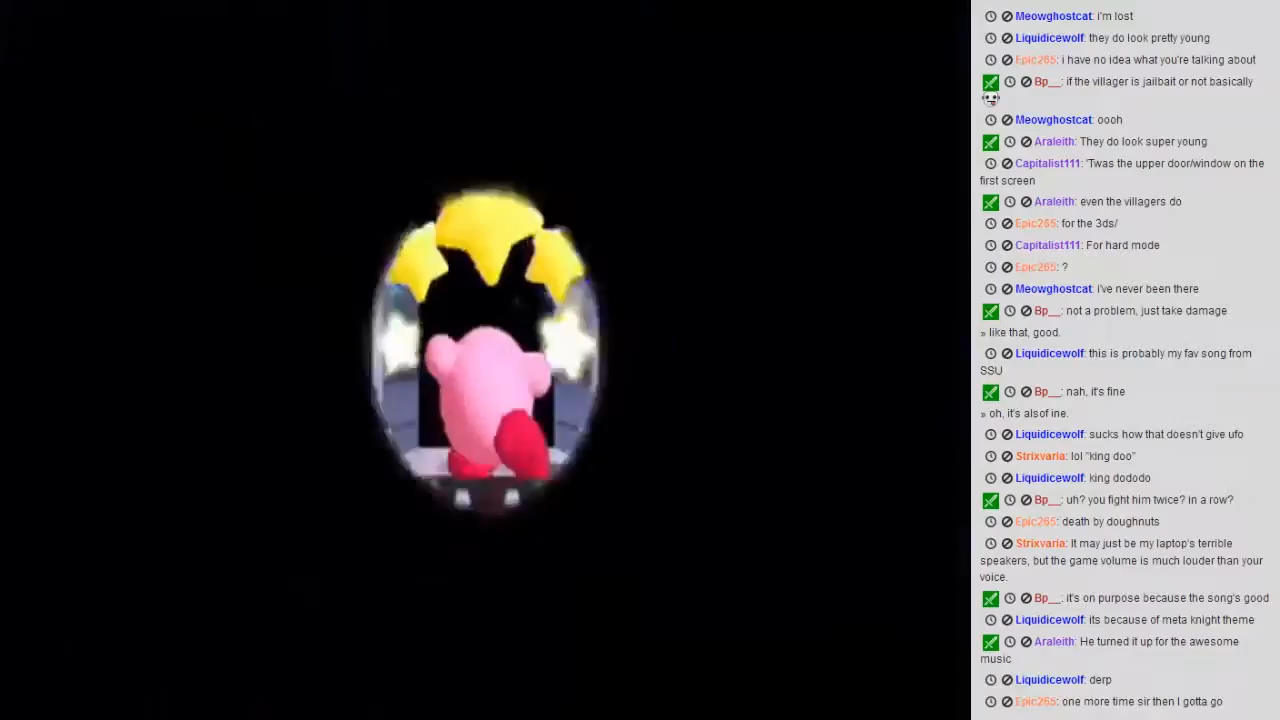 Meowghostcat: i'm lost
Liquidicewolf: they do look pretty young
Epic265: i have no idea what you're talking about
Bp__: if the villager is jailbait or not basically
Meowghostcat: oooh
Araleith: They do look super young
Capitalist111: 'Twas the upper door/window on the
first screen
Araleith: even the villagers do
Epic265: for the 3ds/
Capitalist111: For hard mode
Epic265: ?
Meowghostcat: i've never been there
Bp__: not a problem, just take damage
» like that, good.
Liquidicewolf: this is probably my fav song from
SSU
Bp__: nah, it's fine
» oh, it's alsof ine.
Liquidicewolf: sucks how that doesn't give ufo
Strixvaria: lol "king doo"
Liquidicewolf: king dododo
Bp__: uh? you fight him twice? in a row?
Epic265: death by doughnuts
Strixvaria: It may just be my laptop's terrible
speakers, but the game volume is much louder than your
voice.
Bp__: it's on purpose because the song's good
Liquidicewolf: its because of meta knight theme
Araleith: He turned it up for the awesome
music
Liquidicewolf: derp
Epic265: one more time sir then I gotta go